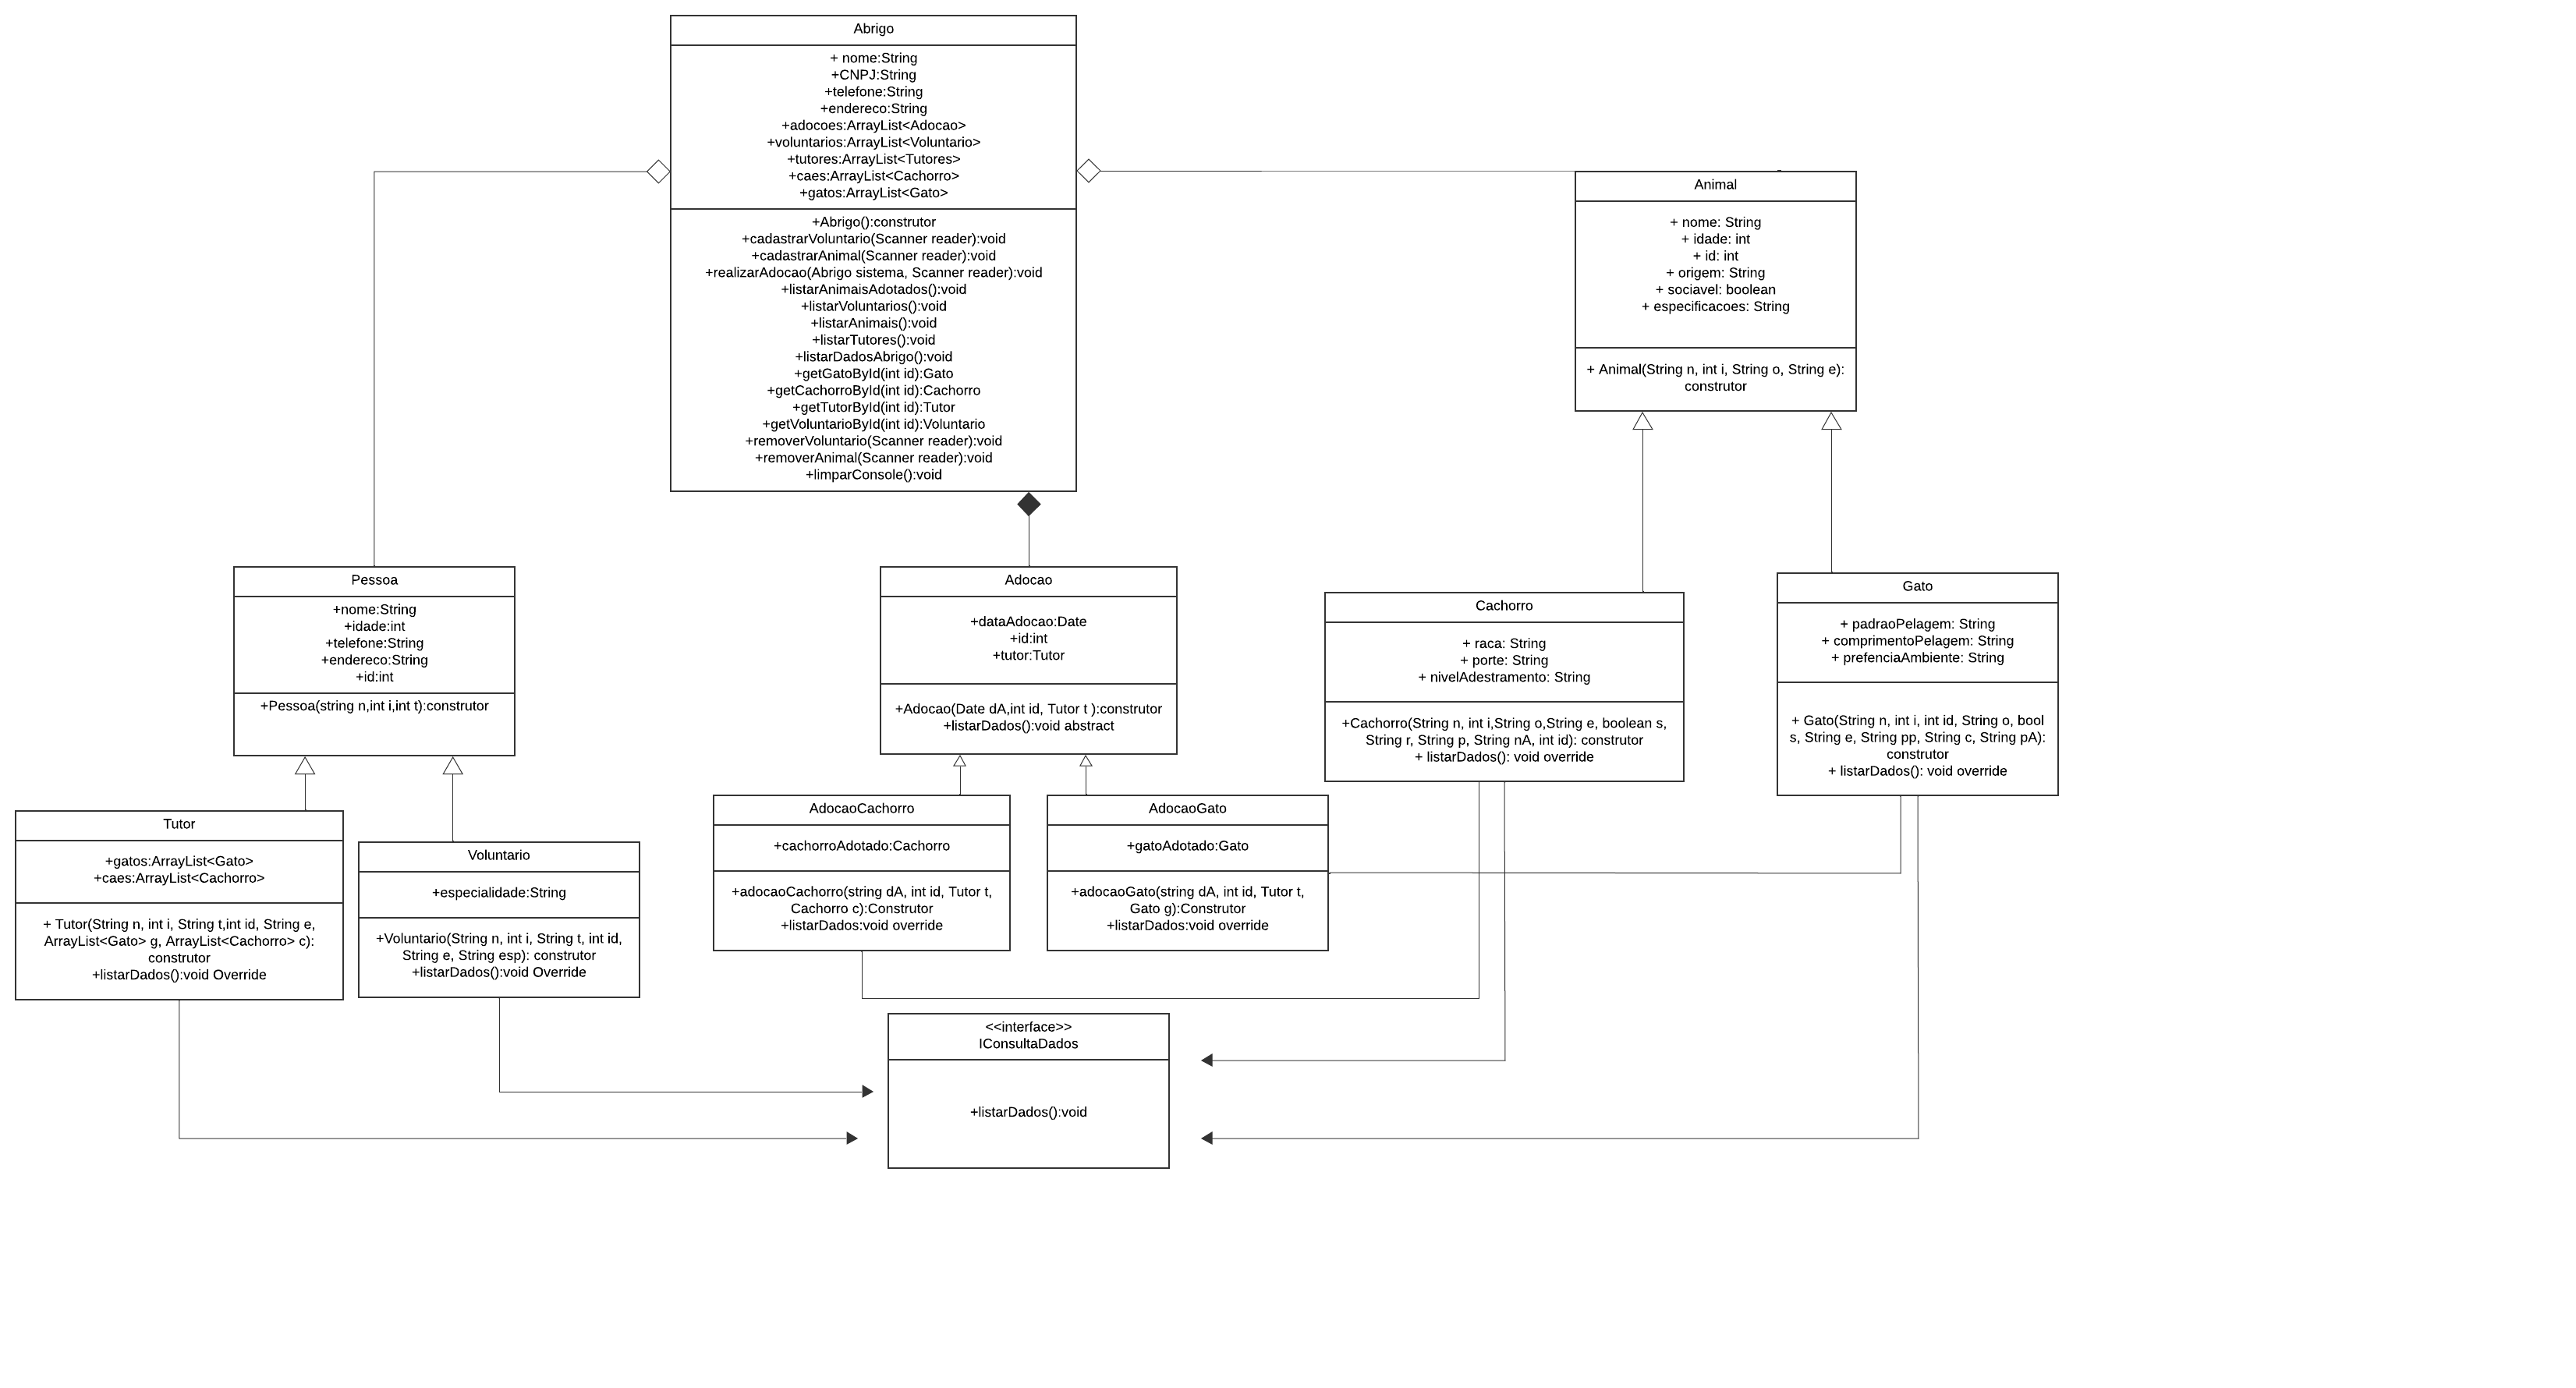 Abrigo
+ nome:String
+CNPJ:String
+telefone:String
+endereco:String
+adocoes:ArrayList<Adocao>
+voluntarios:ArrayList<Voluntario>
+tutores:ArrayList<Tutores>
+caes:ArrayList<Cachorro>
+gatos:ArrayList<Gato>
+Abrigo():construtor
+cadastrarVoluntario(Scanner reader):void
+cadastrarAnimal(Scanner reader):void
+realizarAdocao(Abrigo sistema, Scanner reader):void
+listarAnimaisAdotados():void
+listarVoluntarios():void
+listarAnimais():void
+listarTutores():void
+listarDadosAbrigo():void
+getGatoById(int id):Gato
+getCachorroById(int id):Cachorro
+getTutorById(int id):Tutor
+getVoluntarioById(int id):Voluntario
+removerVoluntario(Scanner reader):void
+removerAnimal(Scanner reader):void
+limparConsole():void
Animal
+ nome: String
+ idade: int
+ id: int
+ origem: String
+ sociavel: boolean
+ especificacoes: String
+ Animal(String n, int i, String o, String e):
construtor
Pessoa
+nome:String
+idade:int
+telefone:String
+endereco:String
+id:int
+Pessoa(string n,int i,int t):construtor
Adocao
+dataAdocao:Date
+id:int
+tutor:Tutor
+Adocao(Date dA,int id, Tutor t ):construtor
+listarDados():void abstract
Cachorro
+ raca: String
+ porte: String
+ nivelAdestramento: String
+Cachorro(String n, int i,String o,String e, boolean s,
String r, String p, String nA, int id): construtor
+ listarDados(): void override
Gato
+ padraoPelagem: String
+ comprimentoPelagem: String
+ prefenciaAmbiente: String
+ Gato(String n, int i, int id, String o, bool
s, String e, String pp, String c, String pA):
construtor
+ listarDados(): void override
Tutor
+gatos:ArrayList<Gato>
+caes:ArrayList<Cachorro>
+ Tutor(String n, int i, String t,int id, String e,
ArrayList<Gato> g, ArrayList<Cachorro> c):
construtor
+listarDados():void Override
Voluntario
+especialidade:String
+Voluntario(String n, int i, String t, int id,
String e, String esp): construtor
+listarDados():void Override
AdocaoCachorro
+cachorroAdotado:Cachorro
+adocaoCachorro(string dA, int id, Tutor t,
Cachorro c):Construtor
+listarDados:void override
AdocaoGato
+gatoAdotado:Gato
+adocaoGato(string dA, int id, Tutor t,
Gato g):Construtor
+listarDados:void override
<<interface>>
IConsultaDados
+listarDados():void